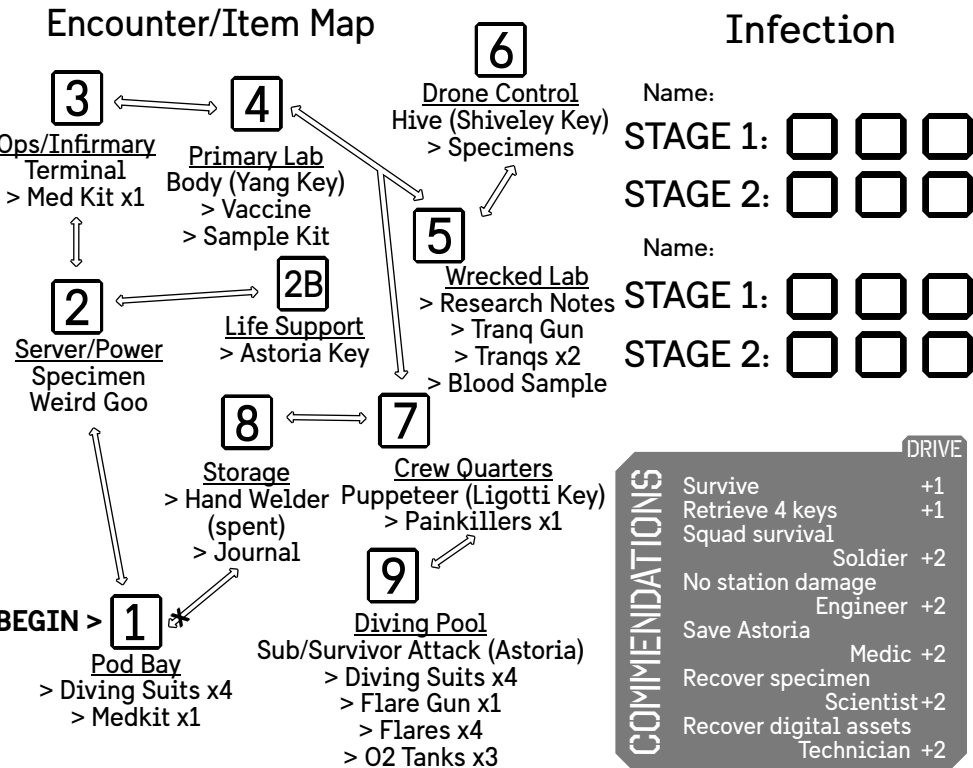 Encounter/Item Map
3
Ops/Infirmary
Terminal
> Med Kit x1
4
Primary Lab
Body (Yang Key)
> Vaccine
> Sample Kit
6
Drone Control
Hive (Shiveley Key)
> Specimens
5
Wrecked Lab
> Research Notes
> Tranq Gun
> Tranqs x2
> Blood Sample
2
Server/Power
Specimen
Weird Goo
2B
Life Support
> Astoria Key
8
Storage
> Hand Welder
(spent)
> Journal
7
Crew Quarters
Puppeteer (Ligotti Key)
> Painkillers x1
BEGIN > 1 *
Pod Bay
> Diving Suits x4
> Medkit x1
9
Diving Pool
Sub/Survivor Attack (Astoria)
> Diving Suits x4
> Flare Gun x1
> Flares x4
> O2 Tanks x3
Infection
Name:
STAGE 1:
STAGE 2:
Name:
STAGE 1:
STAGE 2:
COMMENDATIONS
DRIVE
Survive +1
Retrieve 4 keys +1
Squad survival
Soldier +2
No station damage
Engineer +2
Save Astoria
Medic +2
Recover specimen
Scientist +2
Recover digital assets
Technician +2